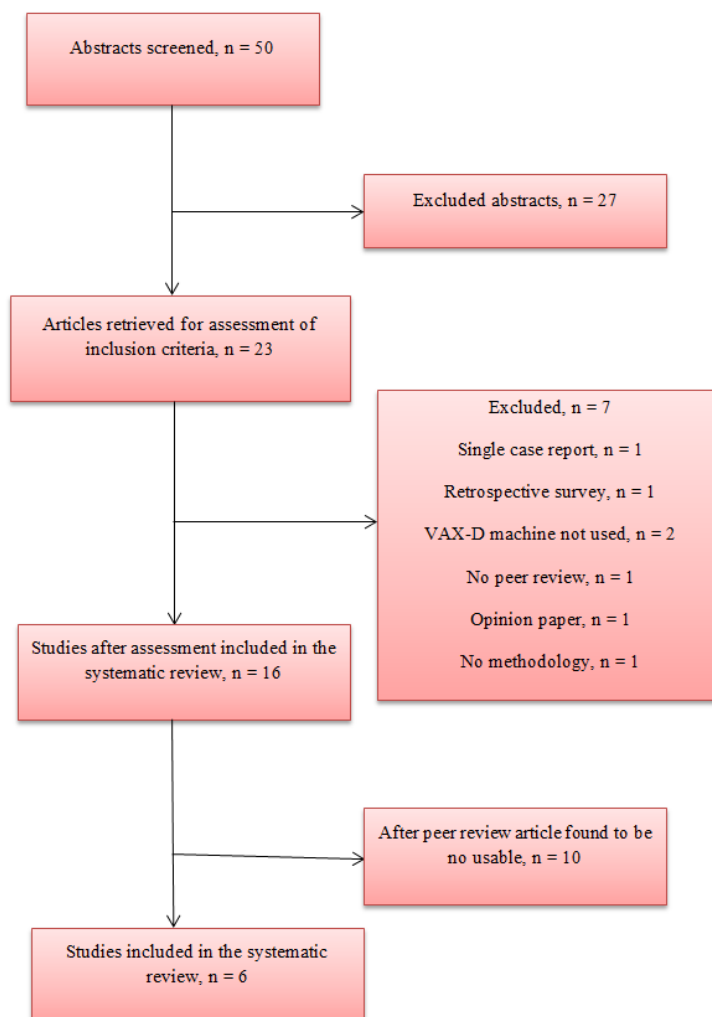 Abstracts screened, n = 50
Excluded abstracts, n = 27
Articles retrieved for assessment of
inclusion criteria, n = 23
Excluded, n = 7
Single case report, n = 1
Retrospective survey, n = 1
VAX-D machine not used, n = 2
No peer review, n = 1
Opinion paper, n = 1
No methodology, n = 1
Studies after assessment included in the
systematic review, n = 16
After peer review article found to be
no usable, n = 10
Studies included in the systematic
review, n = 6